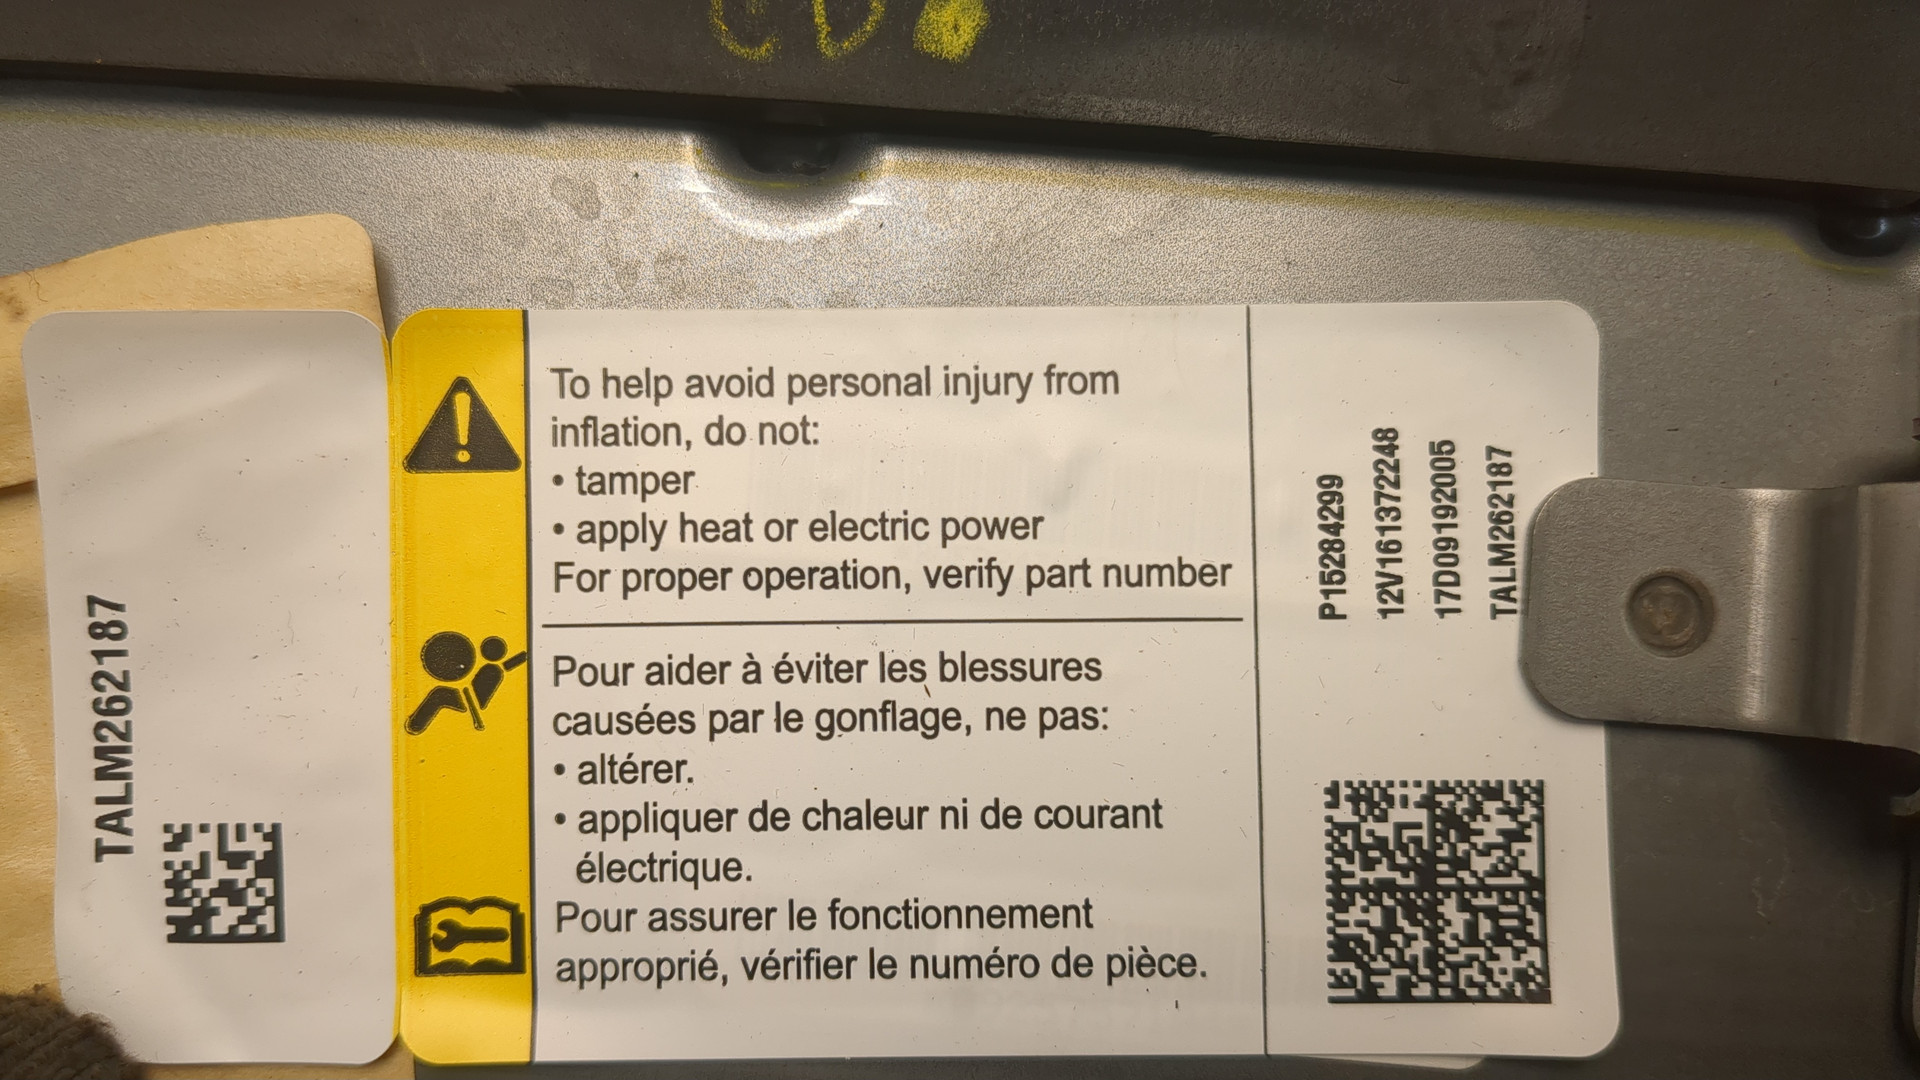 TALM262187
To help avoid personal injury from
inflation, do not:
• tamper
• apply heat or electric power
For proper operation, verify part number
Pour aider à éviter les blessures
causées par le gonflage, ne pas:
• altérer.
• appliquer de chaleur ni de courant
électrique.
Pour assurer le fonctionnement
approprié, vérifier le numéro de pièce.
P15284299
12V161372248
17D09192005
TALM262187